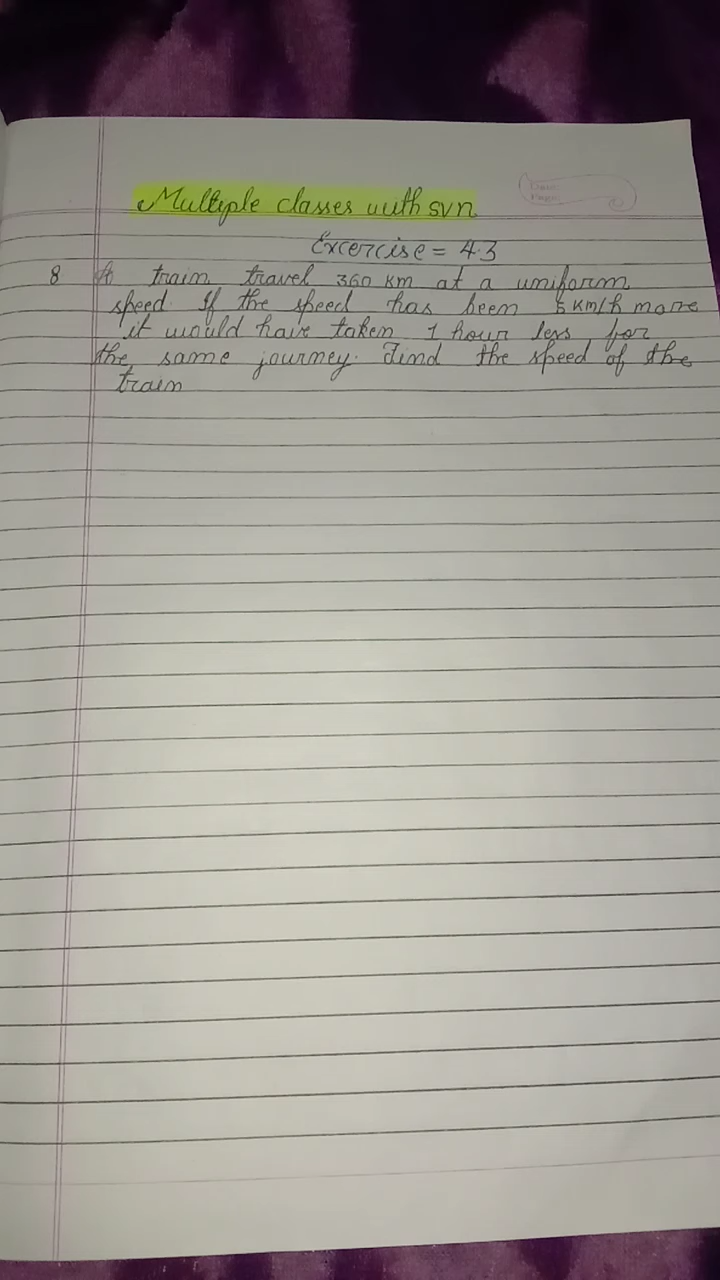 Multiple classes with svn
Date:
Page:
Excercise = 4.3
8 A train travel 360 km at a uniform
speed. If the speed has been 5 km/h more
it would have taken 1 hour less for
the same journey. Find the speed of the
train